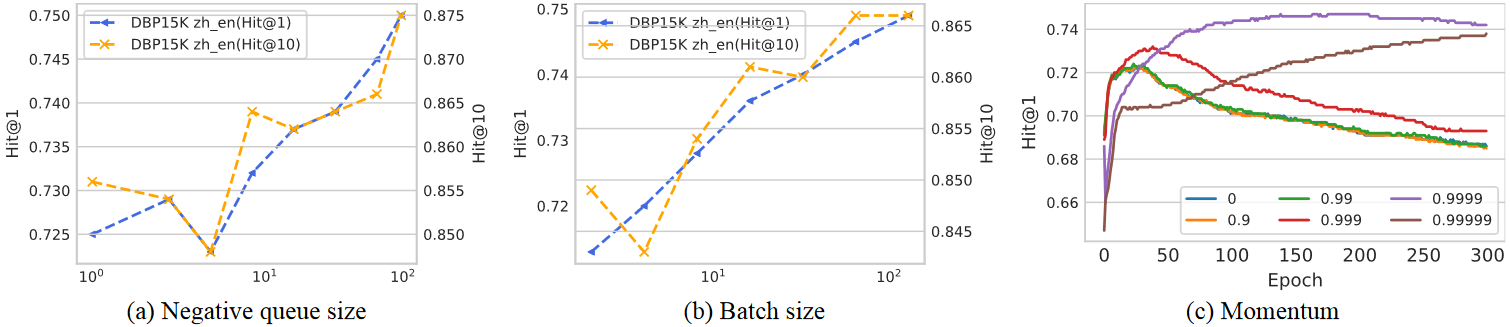 0.750
0.745
0.740
0.735
0.730
0.725
Hit@1
DBP15K zh_en(Hit@1)
DBP15K zh_en(Hit@10)
0.875
0.870
0.865
0.860
0.855
0.850
Hit@10
10^0
10^1
10^2
(a) Negative queue size
0.75
0.74
0.73
0.72
Hit@1
DBP15K zh_en(Hit@1)
DBP15K zh_en(Hit@10)
0.865
0.860
0.855
0.850
0.845
Hit@10
10^1
10^2
(b) Batch size
0.74
0.72
0.70
0.68
0.66
Hit@1
0 0.99 0.9999
0.9 0.999 0.99999
0 50 100 150 200 250 300
Epoch
(c) Momentum